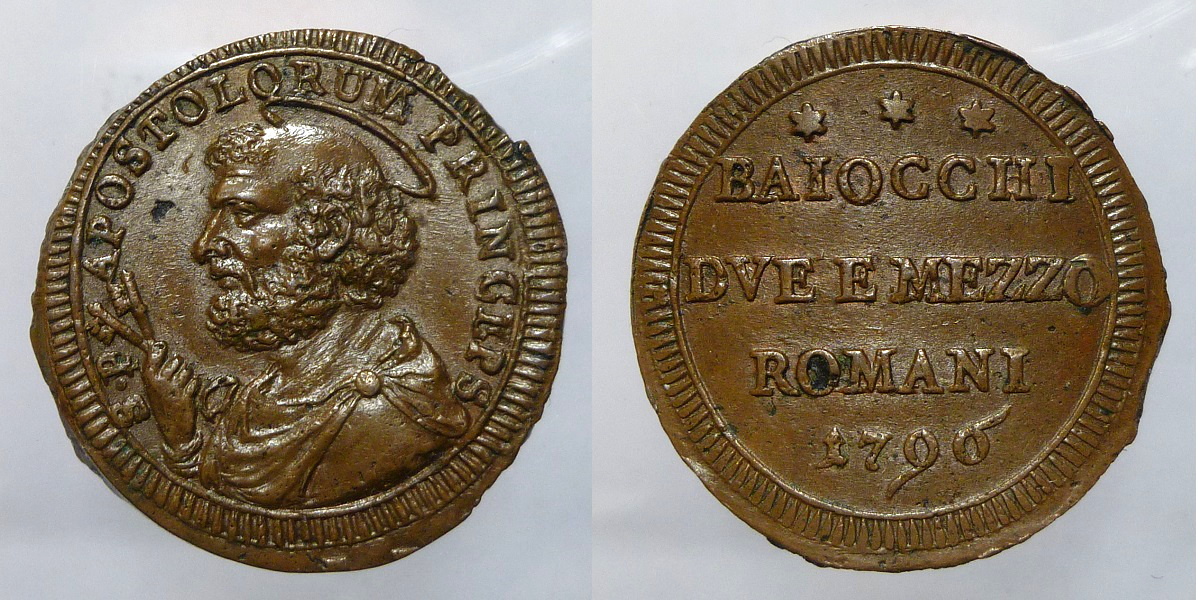 S·P· APOSTOLORUM PRINCEPS
BAIOCCHI
DVE E MEZZO
ROMANI
1796